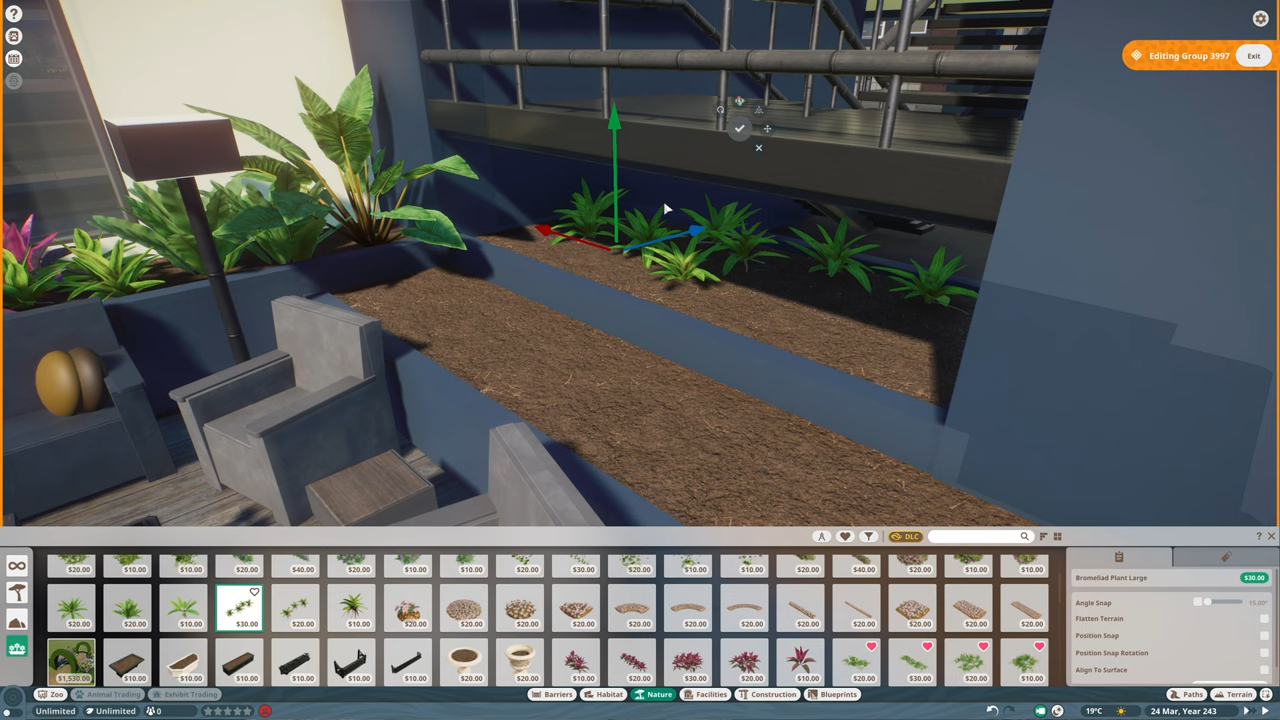 ?
Editing Group 3997
Exit
DLC
?
$20.00 $10.00 $10.00 $20.00 $40.00 $20.00 $10.00 $10.00 $20.00 $30.00 $20.00 $20.00 $10.00 $20.00 $40.00 $20.00 $10.00 $10.00
$20.00 $20.00 $10.00 $30.00 $20.00 $10.00 $20.00 $20.00 $20.00 $20.00 $20.00 $20.00 $20.00 $20.00 $20.00 $20.00 $20.00 $20.00
$1,530.00 $20.00 $20.00 $20.00 $20.00 $20.00 $20.00 $20.00 $20.00 $10.00 $20.00 $30.00 $20.00 $10.00 $20.00 $30.00 $20.00 $10.00
Bromeliad Plant Large $30.00
Angle Snap 15.00°
Flatten Terrain
Position Snap
Position Snap Rotation
Align To Surface
Zoo Animal Trading Exhibit Trading Barriers Habitat Nature Facilities Construction Blueprints Paths Terrain
Unlimited Unlimited 0 19°C 24 Mar, Year 243